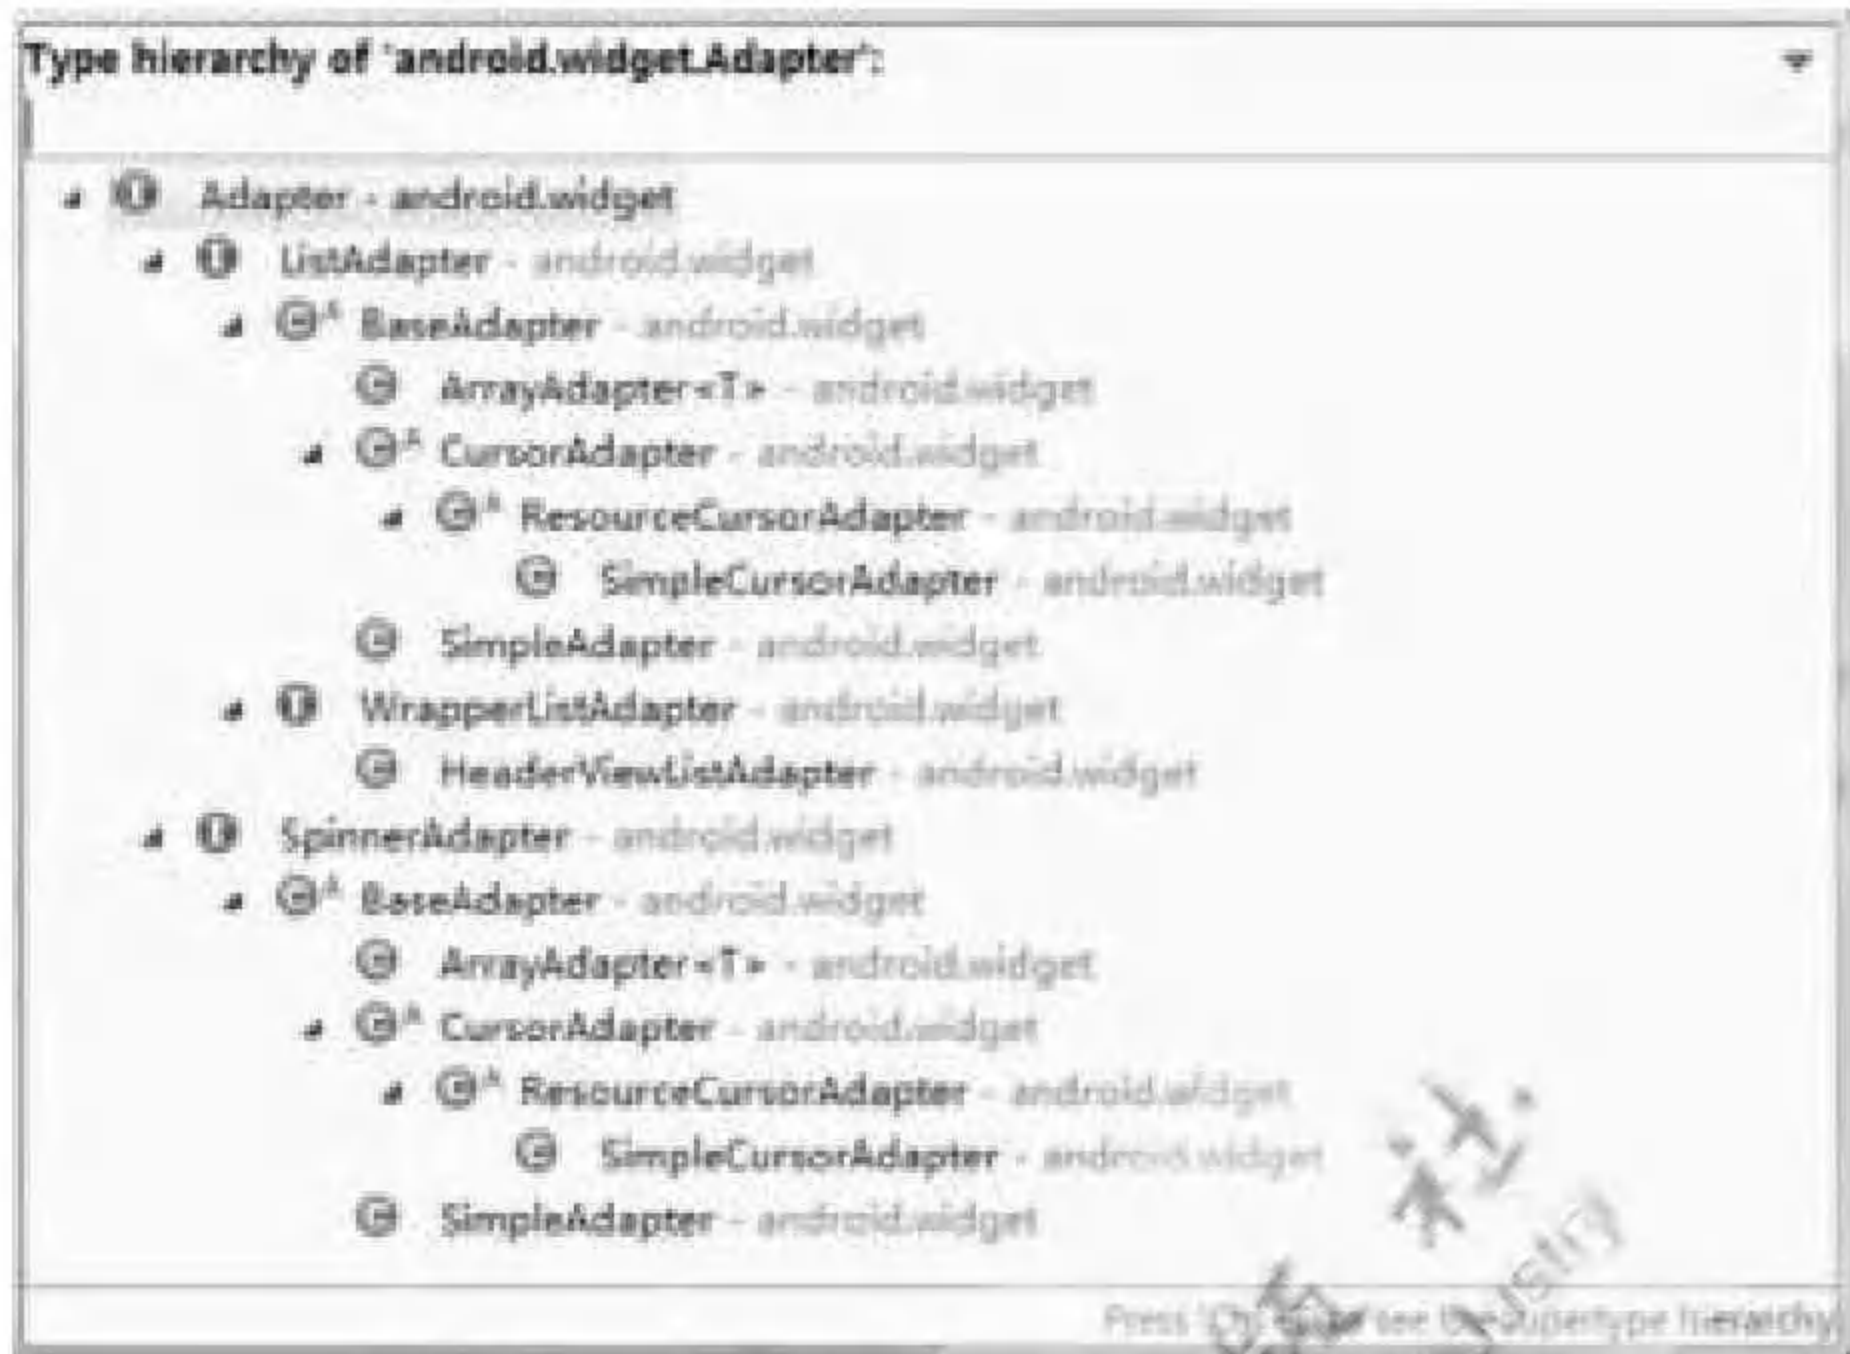 Type hierarchy of 'android.widget.Adapter':
Adapter - android.widget
ListAdapter - android.widget
BaseAdapter - android.widget
ArrayAdapter<T> - android.widget
CursorAdapter - android.widget
ResourceCursorAdapter - android.widget
SimpleCursorAdapter - android.widget
SimpleAdapter - android.widget
WrapperListAdapter - android.widget
HeaderViewListAdapter - android.widget
SpinnerAdapter - android.widget
BaseAdapter - android.widget
ArrayAdapter<T> - android.widget
CursorAdapter - android.widget
ResourceCursorAdapter - android.widget
SimpleCursorAdapter - android.widget
SimpleAdapter - android.widget
Press see the supertype hierarchy
社